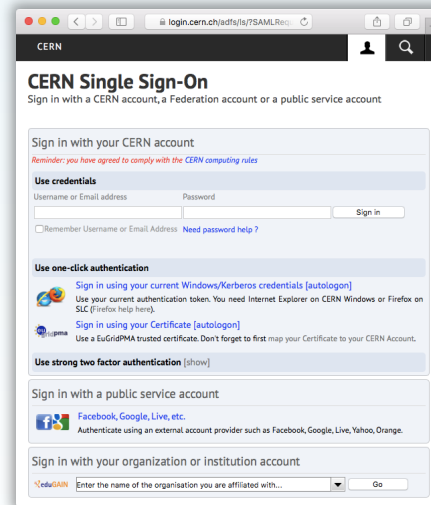 login.cern.ch/adfs/ls/?SAMLReq
CERN
CERN Single Sign-On
Sign in with a CERN account, a Federation account or a public service account
Sign in with your CERN account
Reminder: you have agreed to comply with the CERN computing rules
Use credentials
Username or Email address Password
Sign in
Remember Username or Email Address Need password help ?
Use one-click authentication
Sign in using your current Windows/Kerberos credentials [autologon]
Use your current authentication token. You need Internet Explorer on CERN Windows or Firefox on
SLC (Firefox help here).
eu
gridpma
Sign in using your Certificate [autologon]
Use a EuGridPMA trusted certificate. Don't forget to first map your Certificate to your CERN Account.
Use strong two factor authentication [show]
Sign in with a public service account
Facebook, Google, Live, etc.
Authenticate using an external account provider such as Facebook, Google, Live, Yahoo, Orange.
Sign in with your organization or institution account
eduGAIN Enter the name of the organisation you are affiliated with... Go